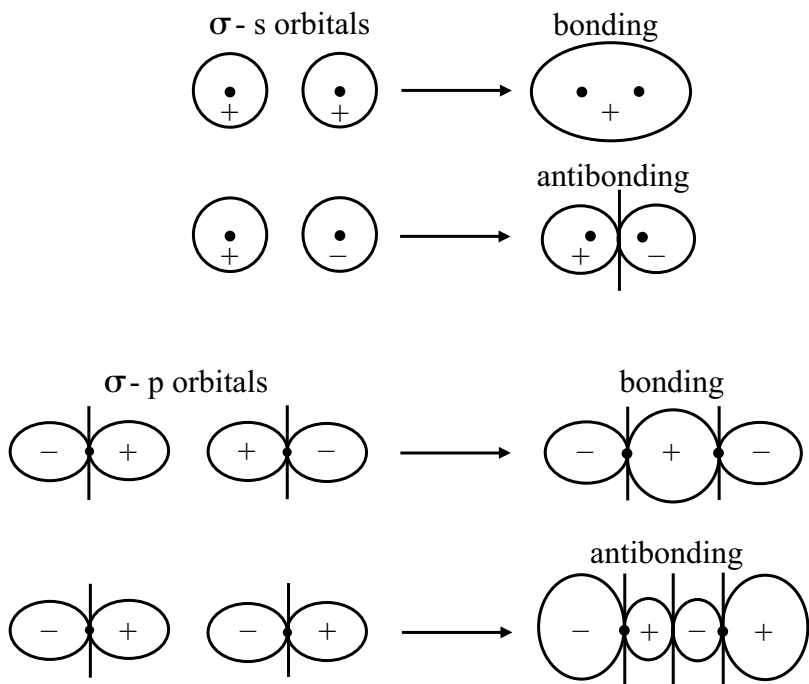 σ - s orbitals bonding
+ + +
antibonding
+ − + −
σ - p orbitals bonding
− + + − − + −
antibonding
− + − + − + − +